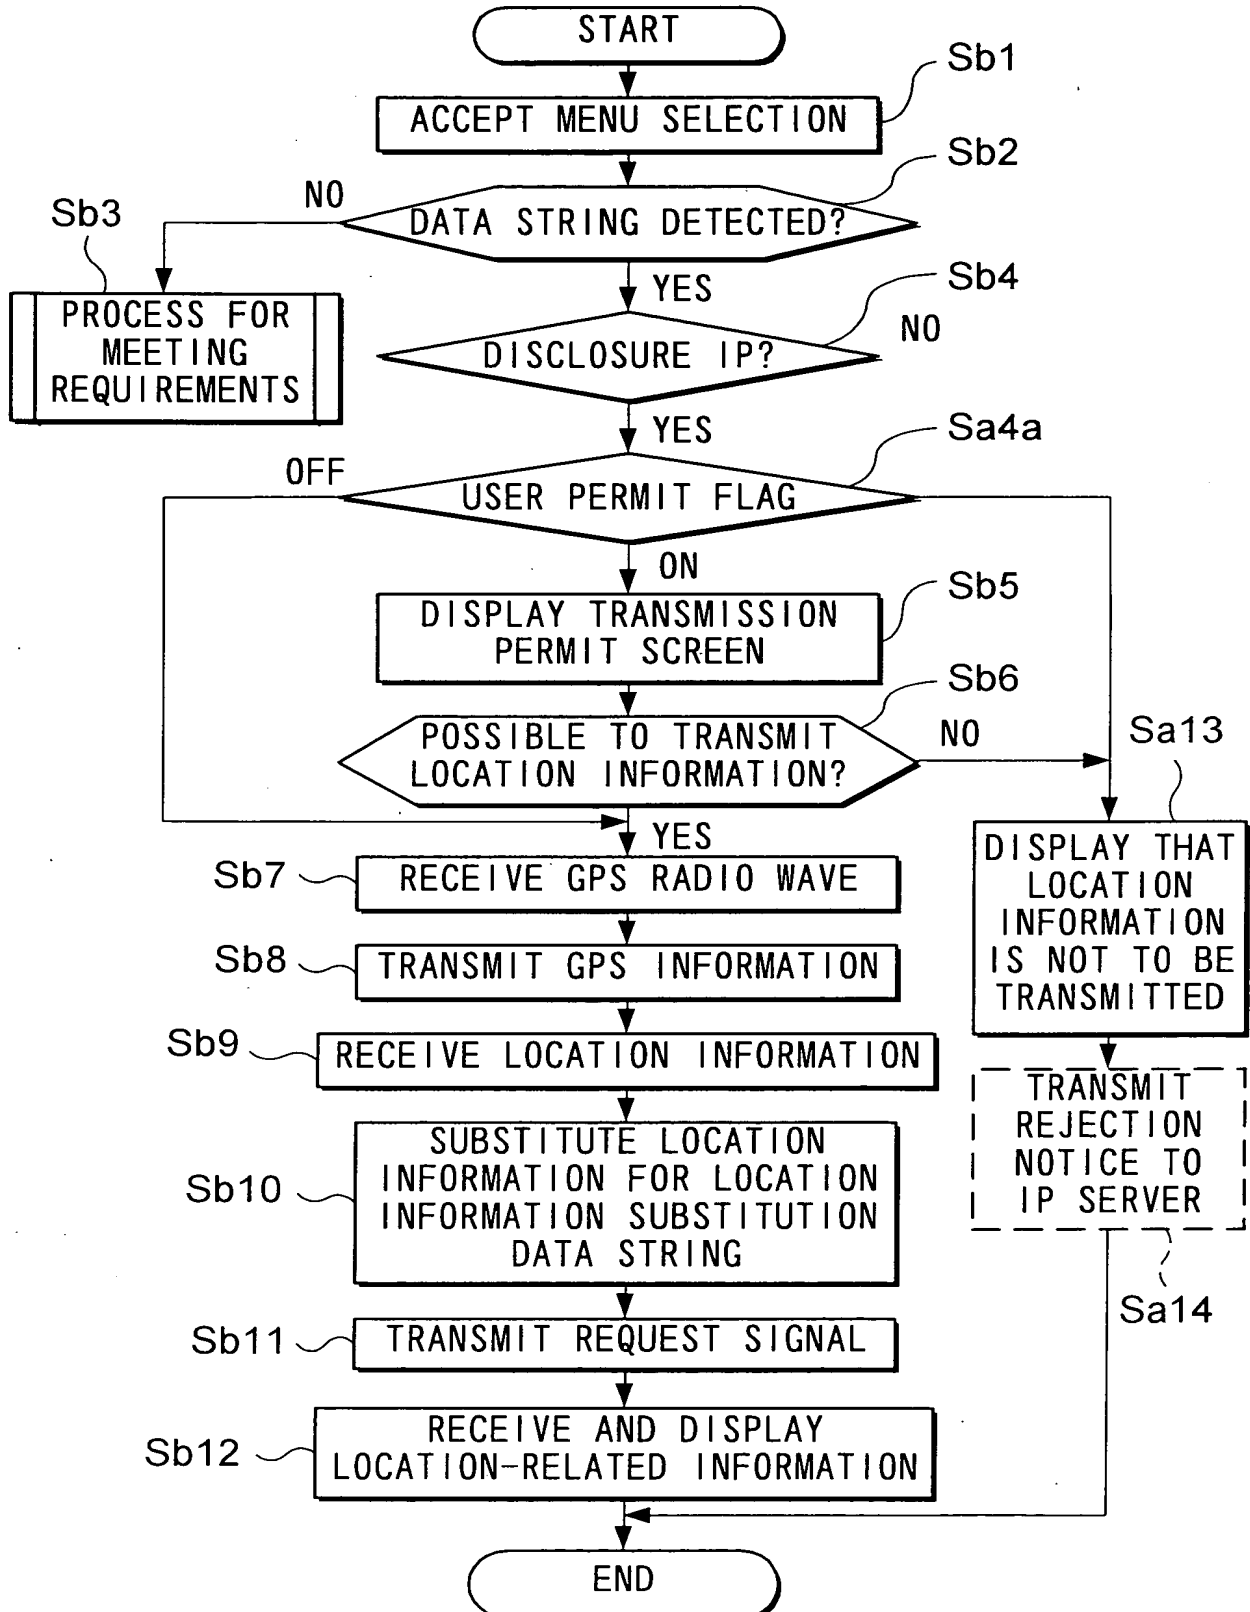 START
Sb1
ACCEPT MENU SELECTION
Sb2
NO
DATA STRING DETECTED?
Sb3
YES
Sb4
PROCESS FOR
MEETING
REQUIREMENTS
NO
DISCLOSURE IP?
YES
Sa4a
OFF
USER PERMIT FLAG
ON
Sb5
DISPLAY TRANSMISSION
PERMIT SCREEN
Sb6
POSSIBLE TO TRANSMIT
LOCATION INFORMATION?
NO
Sa13
YES
Sb7
RECEIVE GPS RADIO WAVE
DISPLAY THAT
LOCATION
INFORMATION
IS NOT TO BE
TRANSMITTED
Sb8
TRANSMIT GPS INFORMATION
Sb9
RECEIVE LOCATION INFORMATION
TRANSMIT
REJECTION
NOTICE TO
IP SERVER
Sb10
SUBSTITUTE LOCATION
INFORMATION FOR LOCATION
INFORMATION SUBSTITUTION
DATA STRING
Sa14
Sb11
TRANSMIT REQUEST SIGNAL
Sb12
RECEIVE AND DISPLAY
LOCATION-RELATED INFORMATION
END